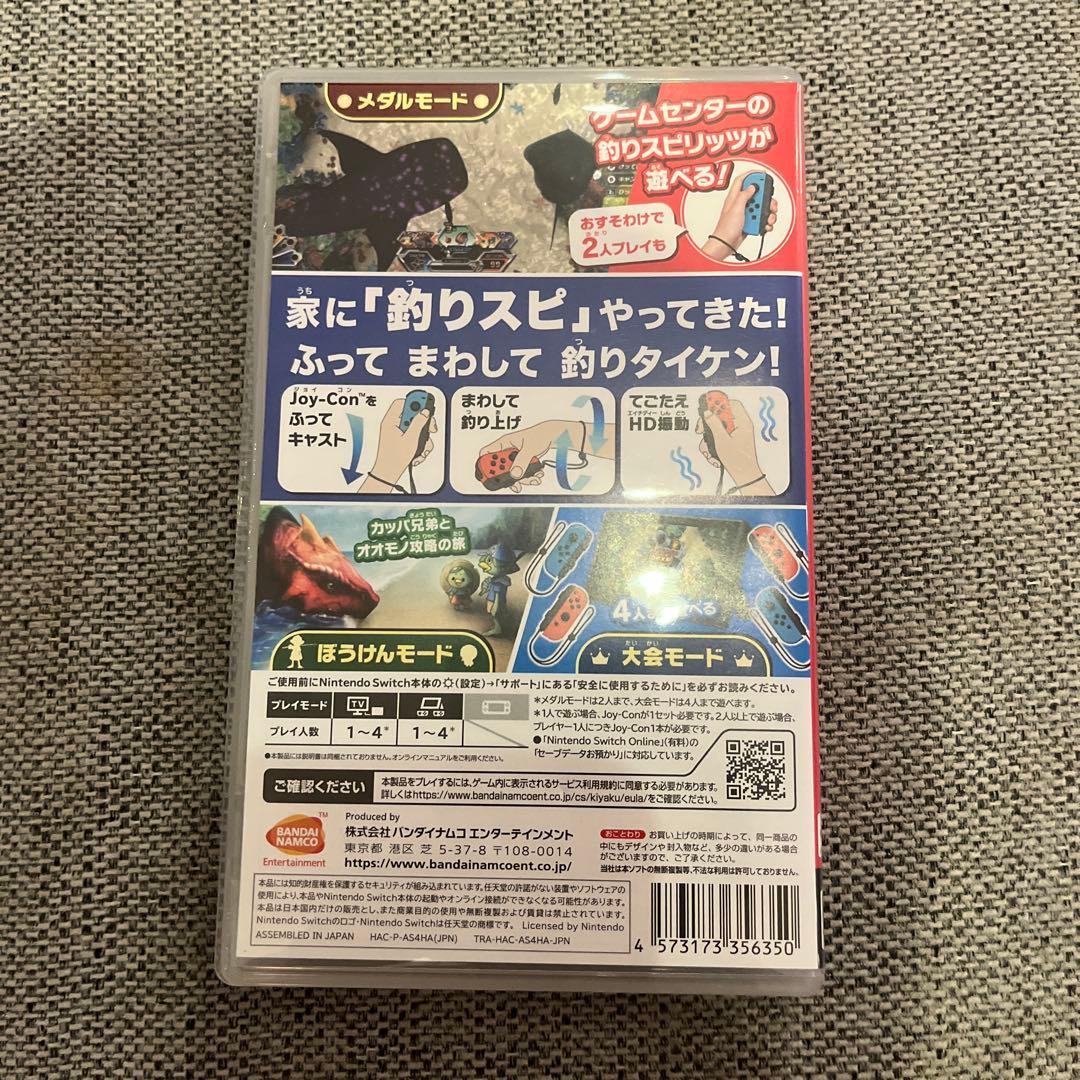 メダルモード
ゲームセンターの
釣りスピリッツが
遊べる!
おすそわけで
2人プレイも
家に「釣りスピ」やってきた!
ふって まわして 釣りタイケン!
Joy-Con™を
ふって
キャスト
まわして
釣り上げ
てごたえ
HD振動
カッパ兄弟と
オオモノ攻略の旅
4人
べる
ぼうけんモード
大会モード
ご使用前にNintendo Switch本体の(設定)→「サポート」にある「安全に使用するために」を必ずお読みください。
プレイモード
TV
プレイ人数 1～4* 1～4*
*メダルモードは2人まで、大会モードは4人まで遊べます。
*1人で遊ぶ場合、Joy-Conが1セット必要です。2人以上で遊ぶ場合、
プレイヤー1人につきJoy-Con1本が必要です。
●「Nintendo Switch Online」(有料)の
「セーブデータお預かり」に対応しています。
●本製品には説明書は同梱されておりません。オンラインマニュアルをご利用ください。
ご確認ください
本製品をプレイするには、ゲーム内に表示されるサービス利用規約に同意する必要があります。
詳しくはhttps://www.bandainamcoent.co.jp/cs/kiyaku/eula/をご確認ください。
BANDAI
NAMCO
Entertainment
Produced by
株式会社 バンダイナムコ エンターテインメント
東京都 港区 芝 5-37-8 〒108-0014
https://www.bandainamcoent.co.jp/
おことわり お買い上げの時期によって、同一商品の
中にもデザインや封入物など、多少の違いがある場合
がございますので、ご了承ください。
当社は本ソフトの無断複製等、不法な利用は許可しておりません。
本品には知的財産権を保護するセキュリティが組み込まれています。任天堂の許諾がない装置やソフトウェアの
使用により、本品やNintendo Switch本体の起動やオンライン接続ができなくなる可能性があります。
本品は日本国内だけの販売とし、また商業目的の使用や無断複製および賃貸は禁止されています。
Nintendo Switchのロゴ・Nintendo Switchは任天堂の商標です。 Licensed by Nintendo
ASSEMBLED IN JAPAN HAC-P-AS4HA(JPN) TRA-HAC-AS4HA-JPN
4 573173 356350